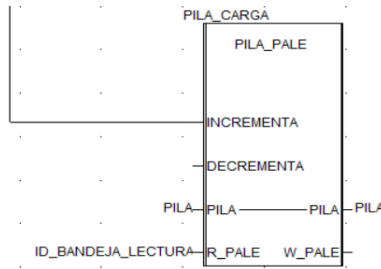 PILA_CARGA
PILA_PALE
INCREMENTA
DECREMENTA
PILA PILA PILA PILA
ID_BANDEJA_LECTURA R_PALE W_PALE